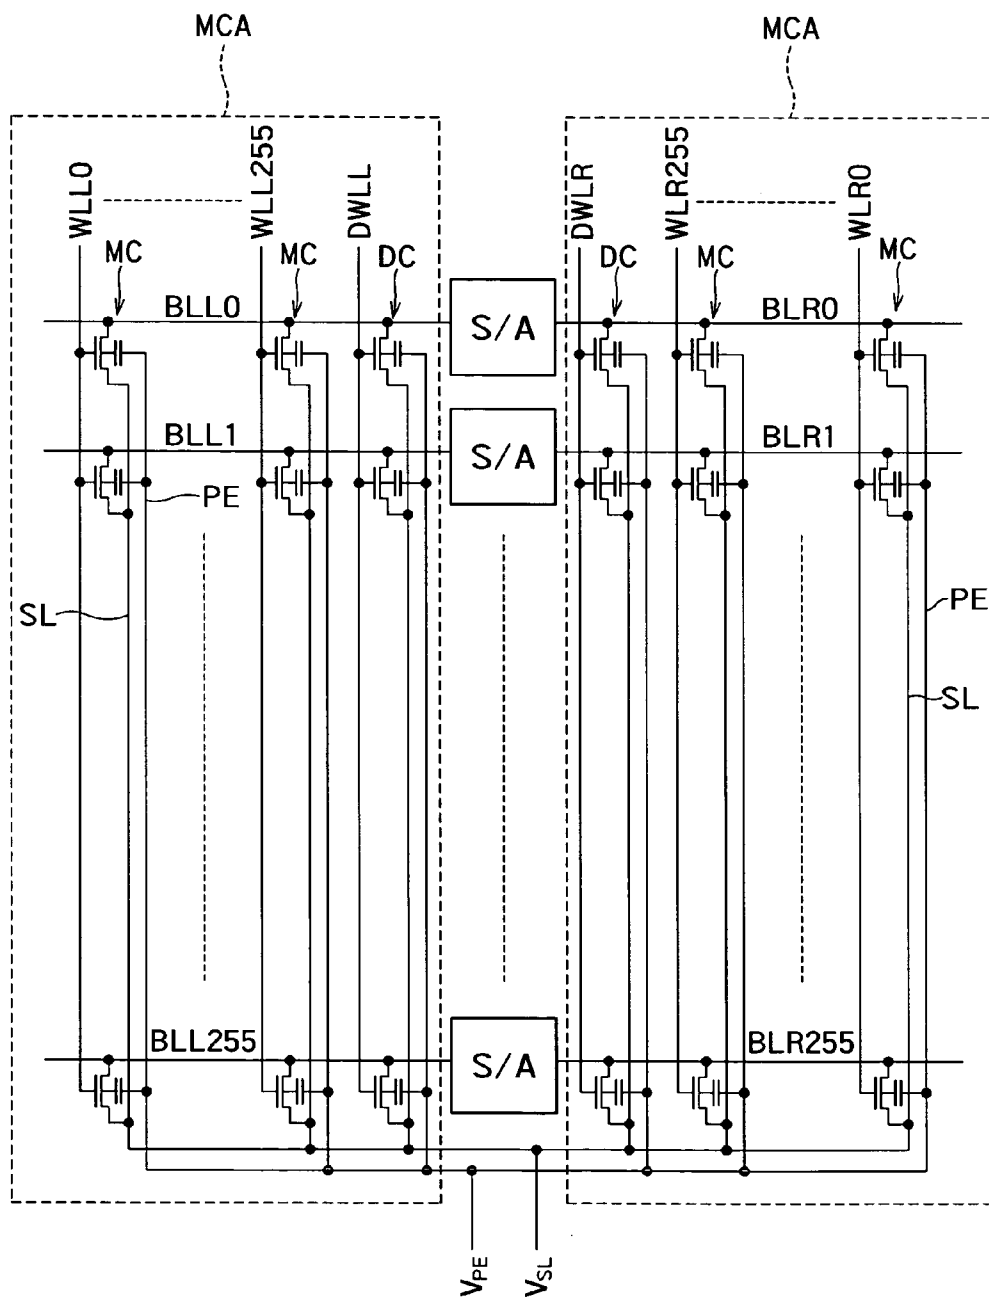 MCA MCA
WLL0 WLL255 DWLL DWLR WLR255 WLR0
MC MC DC DC MC MC
BLL0 S/A BLR0
BLL1 S/A BLR1
PE
SL PE
SL
BLL255 S/A BLR255
VPE VSL